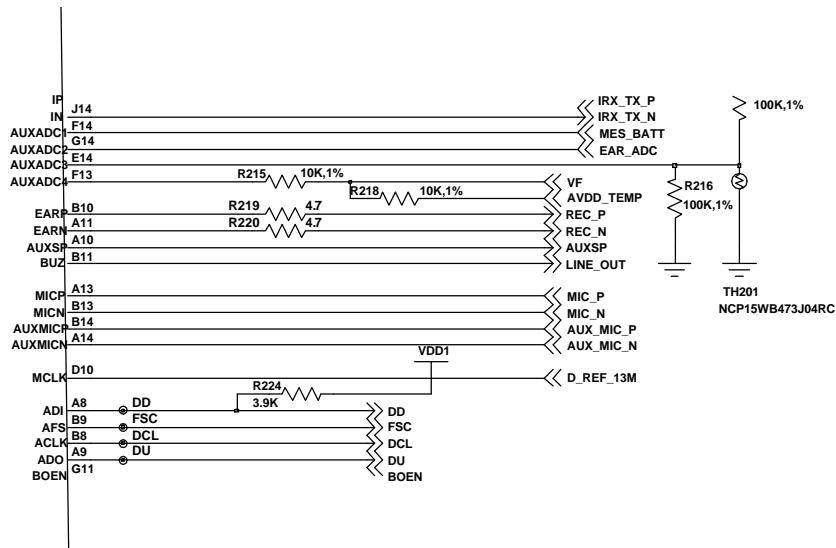 IP
IRX_TX_P
100K,1%
IN J14 IRX_TX_N
AUXADC1 F14 MES_BATT
AUXADC2 G14 EAR_ADC
AUXADC3 E14
AUXADC4 F13 R215 10K,1% VF
R218 10K,1% AVDD_TEMP
R216
100K,1%
EARP B10 R219 4.7 REC_P
EARN A11 R220 4.7 REC_N
AUXSP A10 AUXSP
BUZ B11 LINE_OUT
TH201
NCP15WB473J04RC
MICP A13 MIC_P
MICN B13 MIC_N
AUXMICP B14 AUX_MIC_P
AUXMICN A14 AUX_MIC_N
VDD1
MCLK D10 D_REF_13M
R224
3.9K
ADI A8 DD DD
AFS B9 FSC FSC
ACLK B8 DCL DCL
ADO A9 DU DU
BOEN G11 BOEN